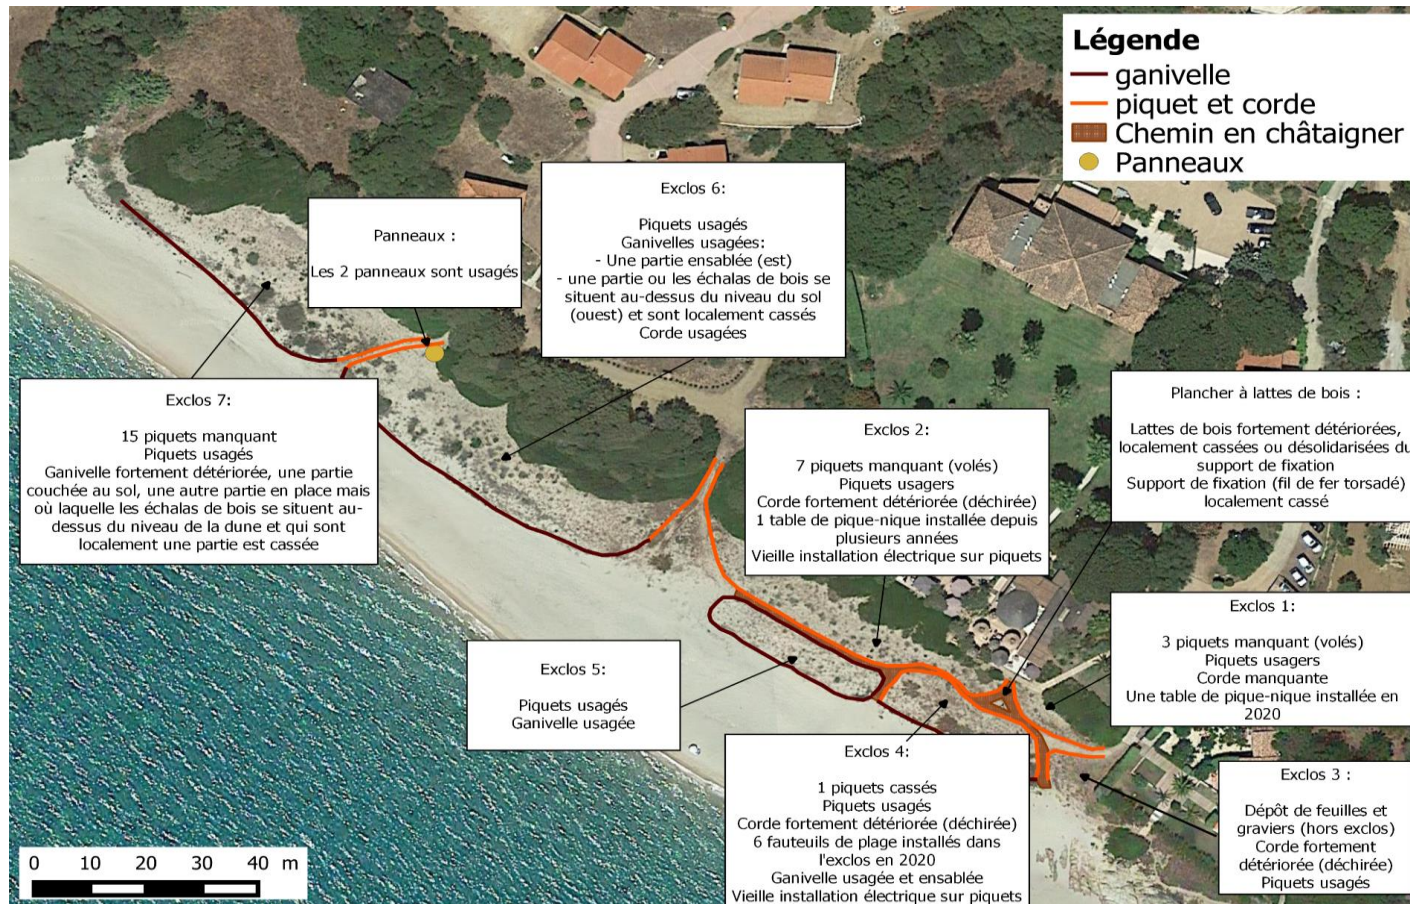 Légende
ganivelle
piquet et corde
Chemin en châtaigner
Panneaux
Exclos 6:
Piquets usagés
Ganivelles usagées:
- Une partie ensablée (est)
- une partie ou les échalas de bois se
situent au-dessus du niveau du sol
(ouest) et sont localement cassés
Corde usagées
Panneaux :
Les 2 panneaux sont usagés
Exclos 7:
15 piquets manquant
Piquets usagés
Ganivelle fortement détériorée, une partie
couchée au sol, une autre partie en place mais
où laquelle les échalas de bois se situent au-
dessus du niveau de la dune et qui sont
localement une partie est cassée
Plancher à lattes de bois :
Lattes de bois fortement détériorées,
localement cassées ou désolidarisées du
support de fixation
Support de fixation (fil de fer torsadé)
localement cassé
Exclos 2:
7 piquets manquant (volés)
Piquets usagers
Corde fortement détériorée (déchirée)
1 table de pique-nique installée depuis
plusieurs années
Vieille installation électrique sur piquets
Exclos 1:
3 piquets manquant (volés)
Piquets usagers
Corde manquante
Une table de pique-nique installée en
2020
Exclos 5:
Piquets usagés
Ganivelle usagée
Exclos 4:
1 piquets cassés
Piquets usagés
Corde fortement détériorée (déchirée)
6 fauteuils de plage installés dans
l'exclos en 2020
Ganivelle usagée et ensablée
Vieille installation électrique sur piquets
Exclos 3 :
Dépôt de feuilles et
graviers (hors exclos)
Corde fortement
détériorée (déchirée)
Piquets usagés
0 10 20 30 40 m